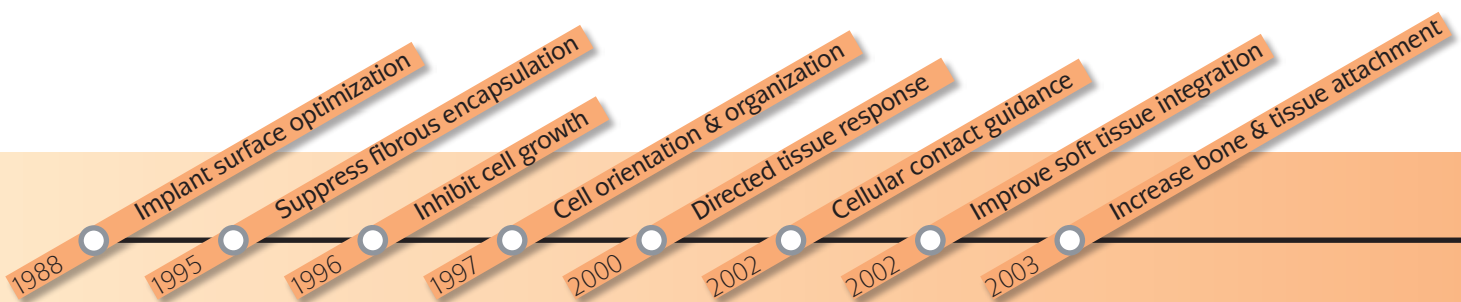 1988 Implant surface optimization
1995 Suppress fibrous encapsulation
1996 Inhibit cell growth
1997 Cell orientation & organization
2000 Directed tissue response
2002 Cellular contact guidance
2002 Improve soft tissue integration
2003 Increase bone & tissue attachment